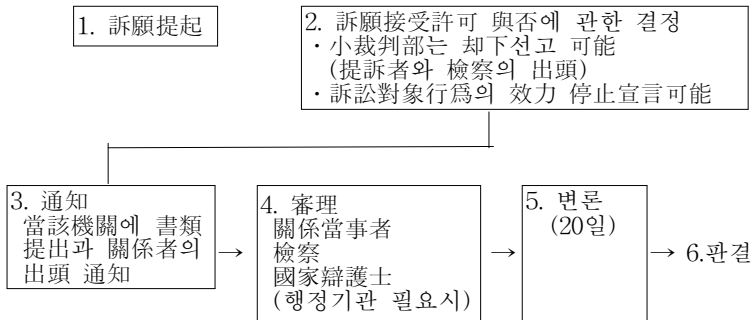 1. 訴願提起
2. 訴願接受許可 與否에 관한 결정
· 小裁判部는 却下선고 可能
(提訴者와 檢察의 出頭)
· 訴訟對象行爲의 效力 停止宣言可能
3. 通知
當該機關에 書類
提出과 關係者의
出頭 通知
→
4. 審理
關係當事者
檢察
國家辯護士
(행정기관 필요시)
→
5. 변론
(20일)
→ 6.판결